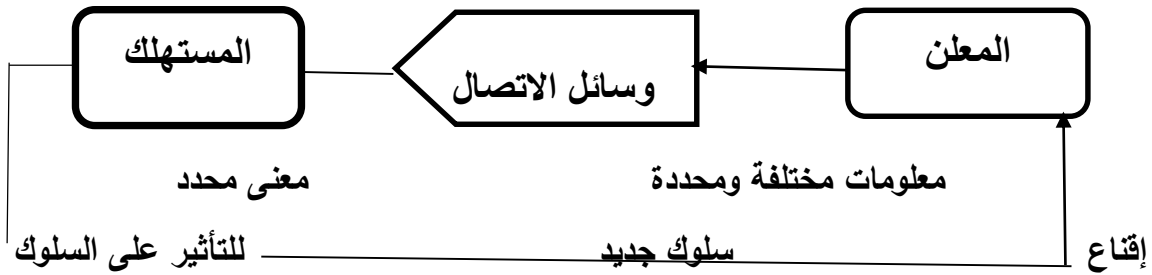 المعلن
وسائل الاتصال
المستهلك
معلومات مختلفة ومحددة
معنى محدد
إقناع
سلوك جديد
للتأثير على السلوك